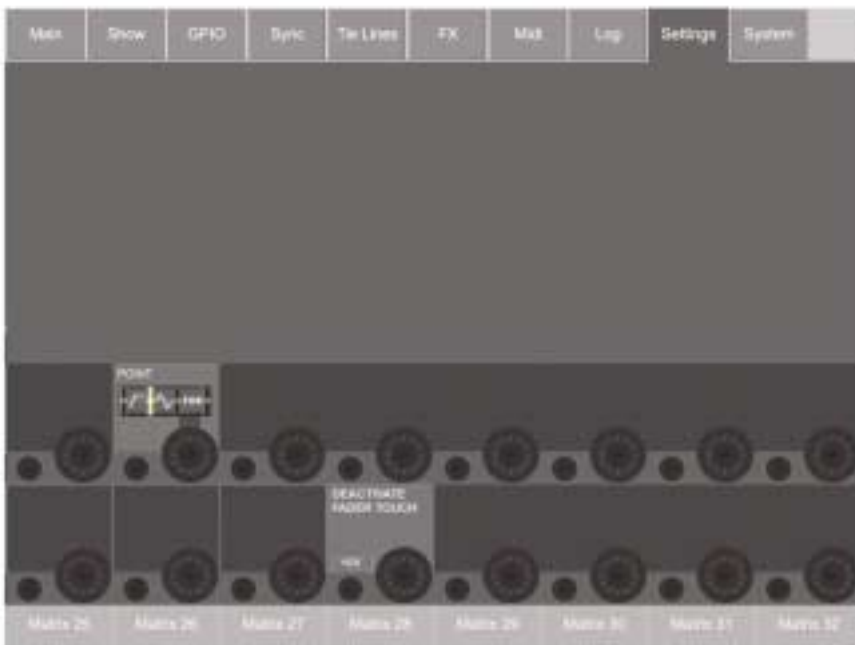 Main Show GPIO Sync Tie Lines FX Midi Log Settings System
POINT
DEACTIVATE
FADER TOUCH
Matrix 25 Matrix 26 Matrix 27 Matrix 28 Matrix 29 Matrix 30 Matrix 31 Matrix 32